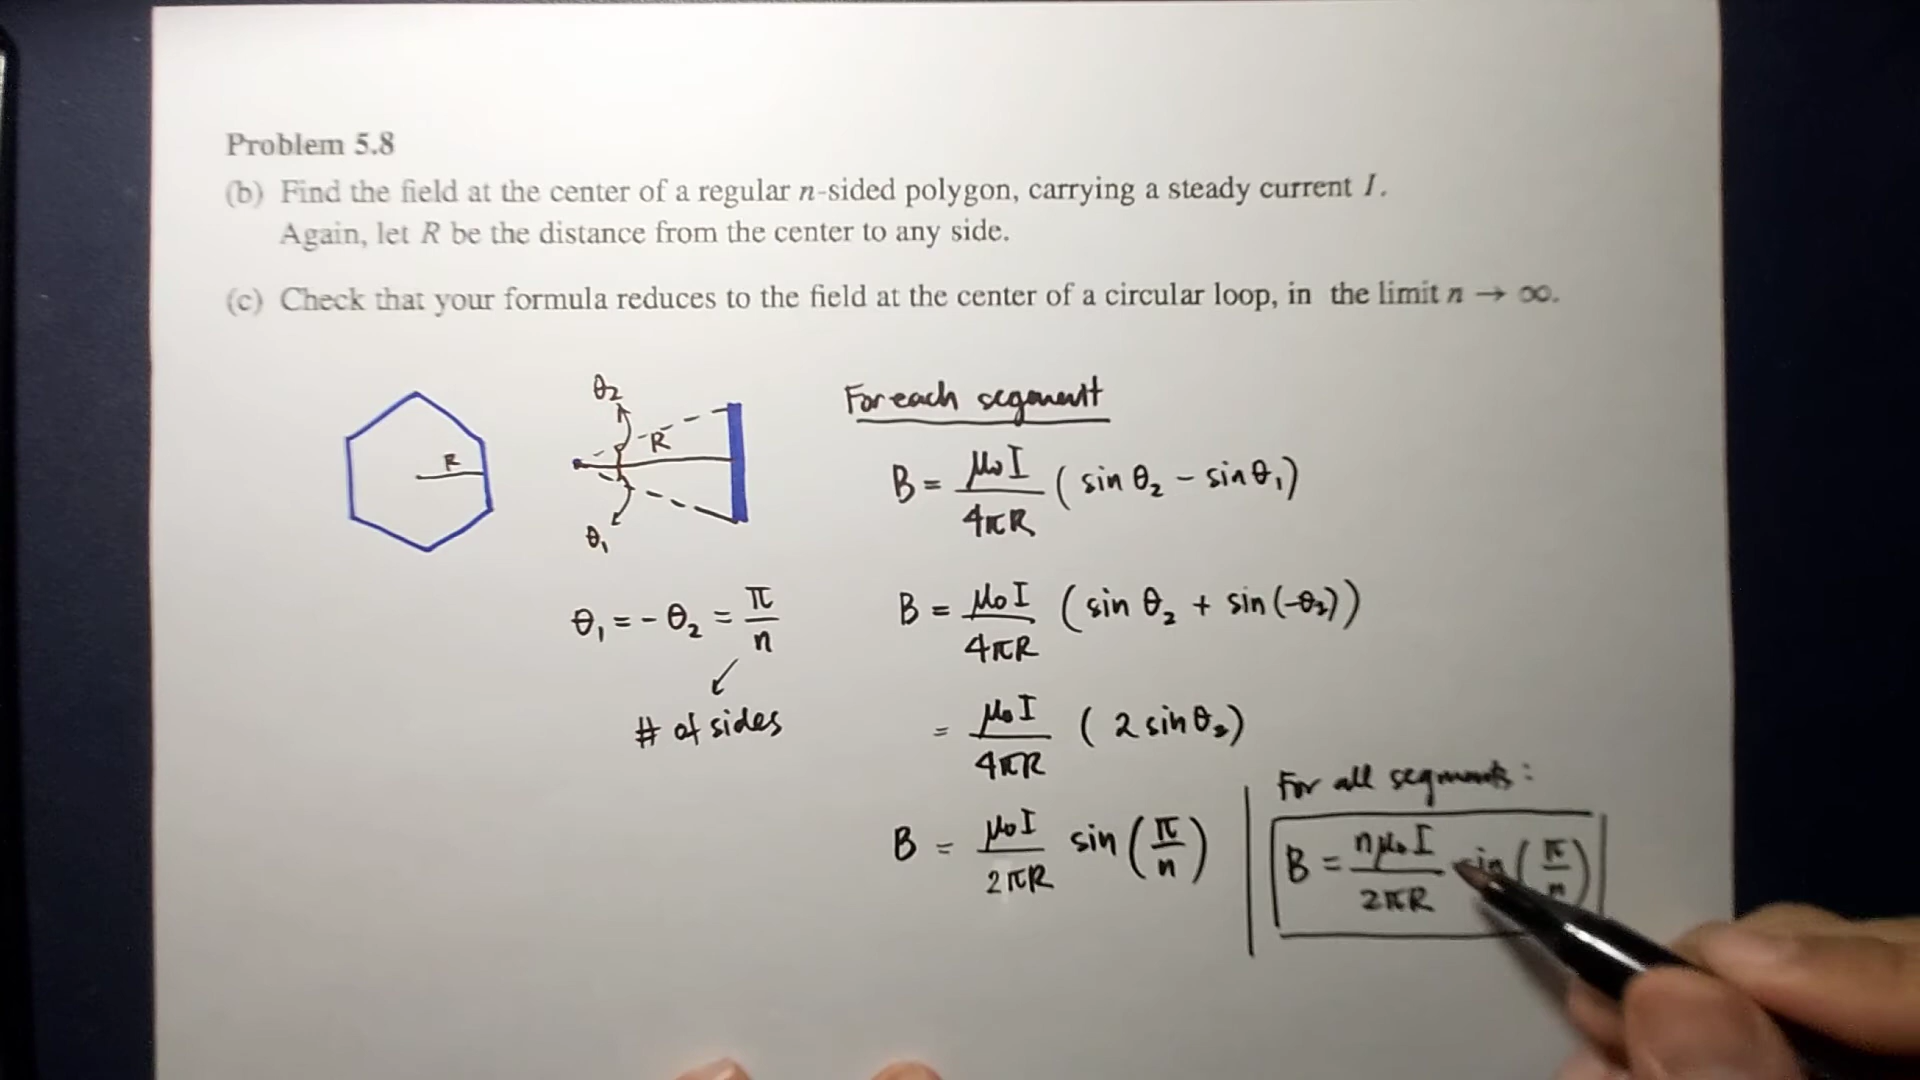 Problem 5.8
(b) Find the field at the center of a regular n-sided polygon, carrying a steady current I.
Again, let R be the distance from the center to any side.
(c) Check that your formula reduces to the field at the center of a circular loop, in the limit n → ∞.
R
θ₂
R
θ₁
θ₁ = - θ₂ = π/n
# of sides
For each segment
B = μ₀I/4πR (sin θ₂ - sin θ₁)
B = μ₀I/4πR (sin θ₂ + sin(-θ₂))
= μ₀I/4πR (2 sin θ₂)
B = μ₀I/2πR sin(π/n)
For all segments:
B = nμ₀I/2πR sin(π/n)